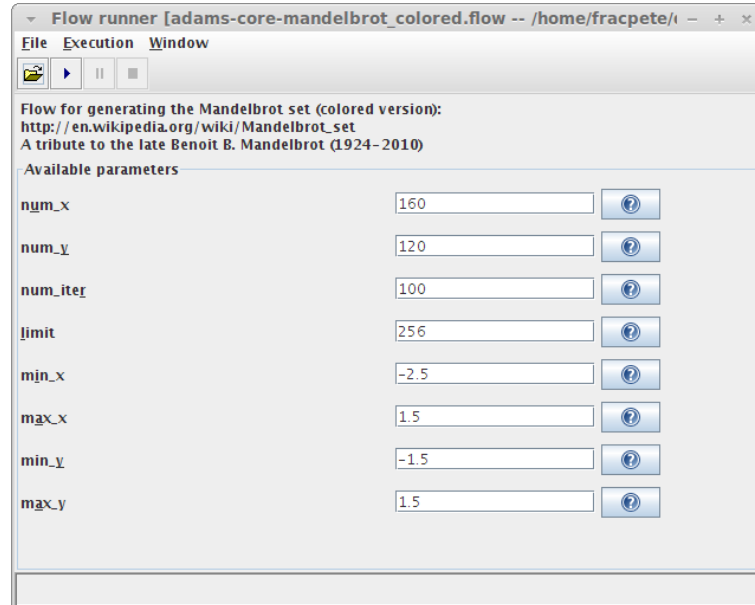 Flow runner [adams-core-mandelbrot_colored.flow -- /home/fracpete/
File Execution Window
Flow for generating the Mandelbrot set (colored version):
http://en.wikipedia.org/wiki/Mandelbrot_set
A tribute to the late Benoit B. Mandelbrot (1924-2010)
Available parameters
num_x 160
num_y 120
num_iter 100
limit 256
min_x -2.5
max_x 1.5
min_y -1.5
max_y 1.5